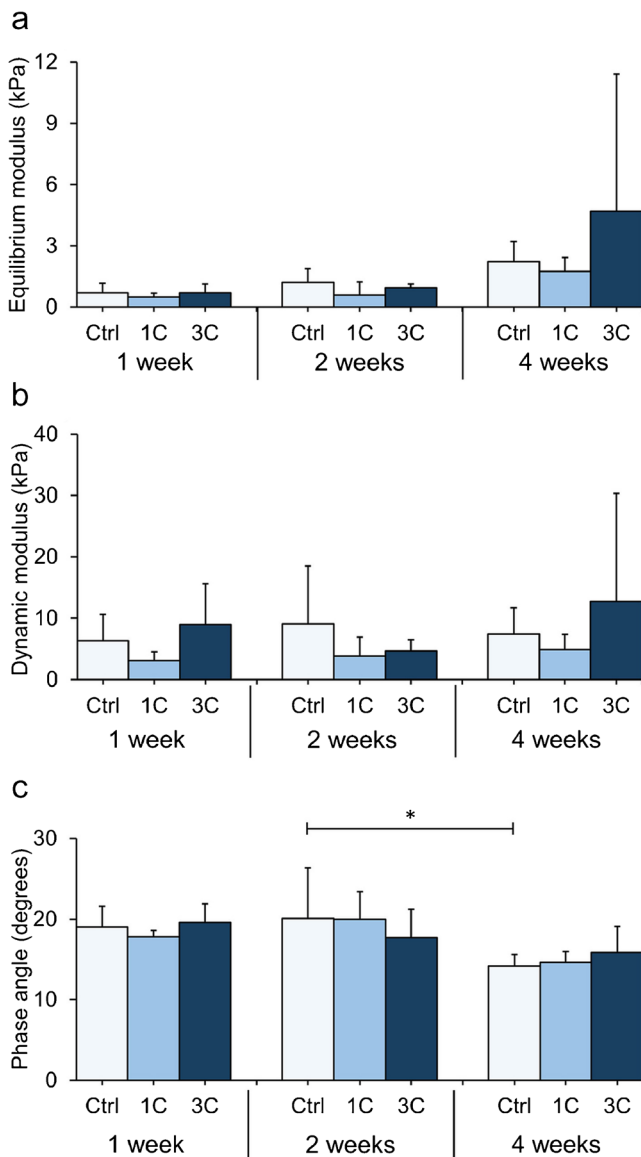 a
Equilibrium modulus (kPa)
12
9
6
3
0
Ctrl 1C 3C Ctrl 1C 3C Ctrl 1C 3C
1 week 2 weeks 4 weeks
b
Dynamic modulus (kPa)
40
30
20
10
0
Ctrl 1C 3C Ctrl 1C 3C Ctrl 1C 3C
1 week 2 weeks 4 weeks
c
Phase angle (degrees)
30
20
10
0
*
Ctrl 1C 3C Ctrl 1C 3C Ctrl 1C 3C
1 week 2 weeks 4 weeks